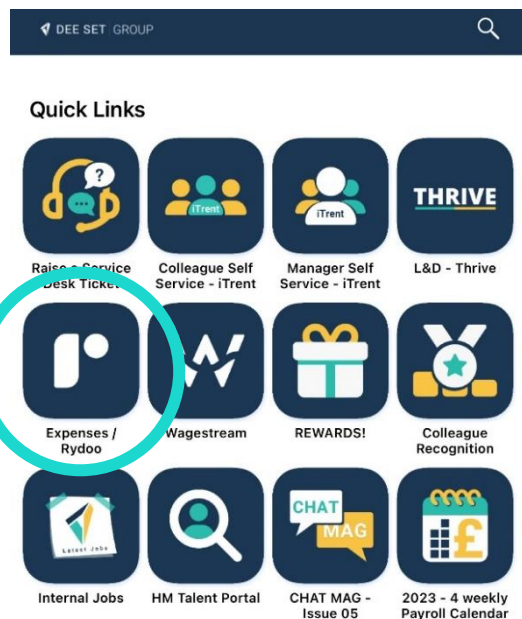 DEE SET GROUP
Quick Links
?
iTrent
iTrent
THRIVE
Raise a Service
Desk Ticket
Colleague Self
Service - iTrent
Manager Self
Service - iTrent
L&D - Thrive
Expenses /
Rydoo
Wagestream
REWARDS!
Colleague
Recognition
Latest Jobs
CHAT
MAG
£
Internal Jobs
HM Talent Portal
CHAT MAG -
Issue 05
2023 - 4 weekly
Payroll Calendar